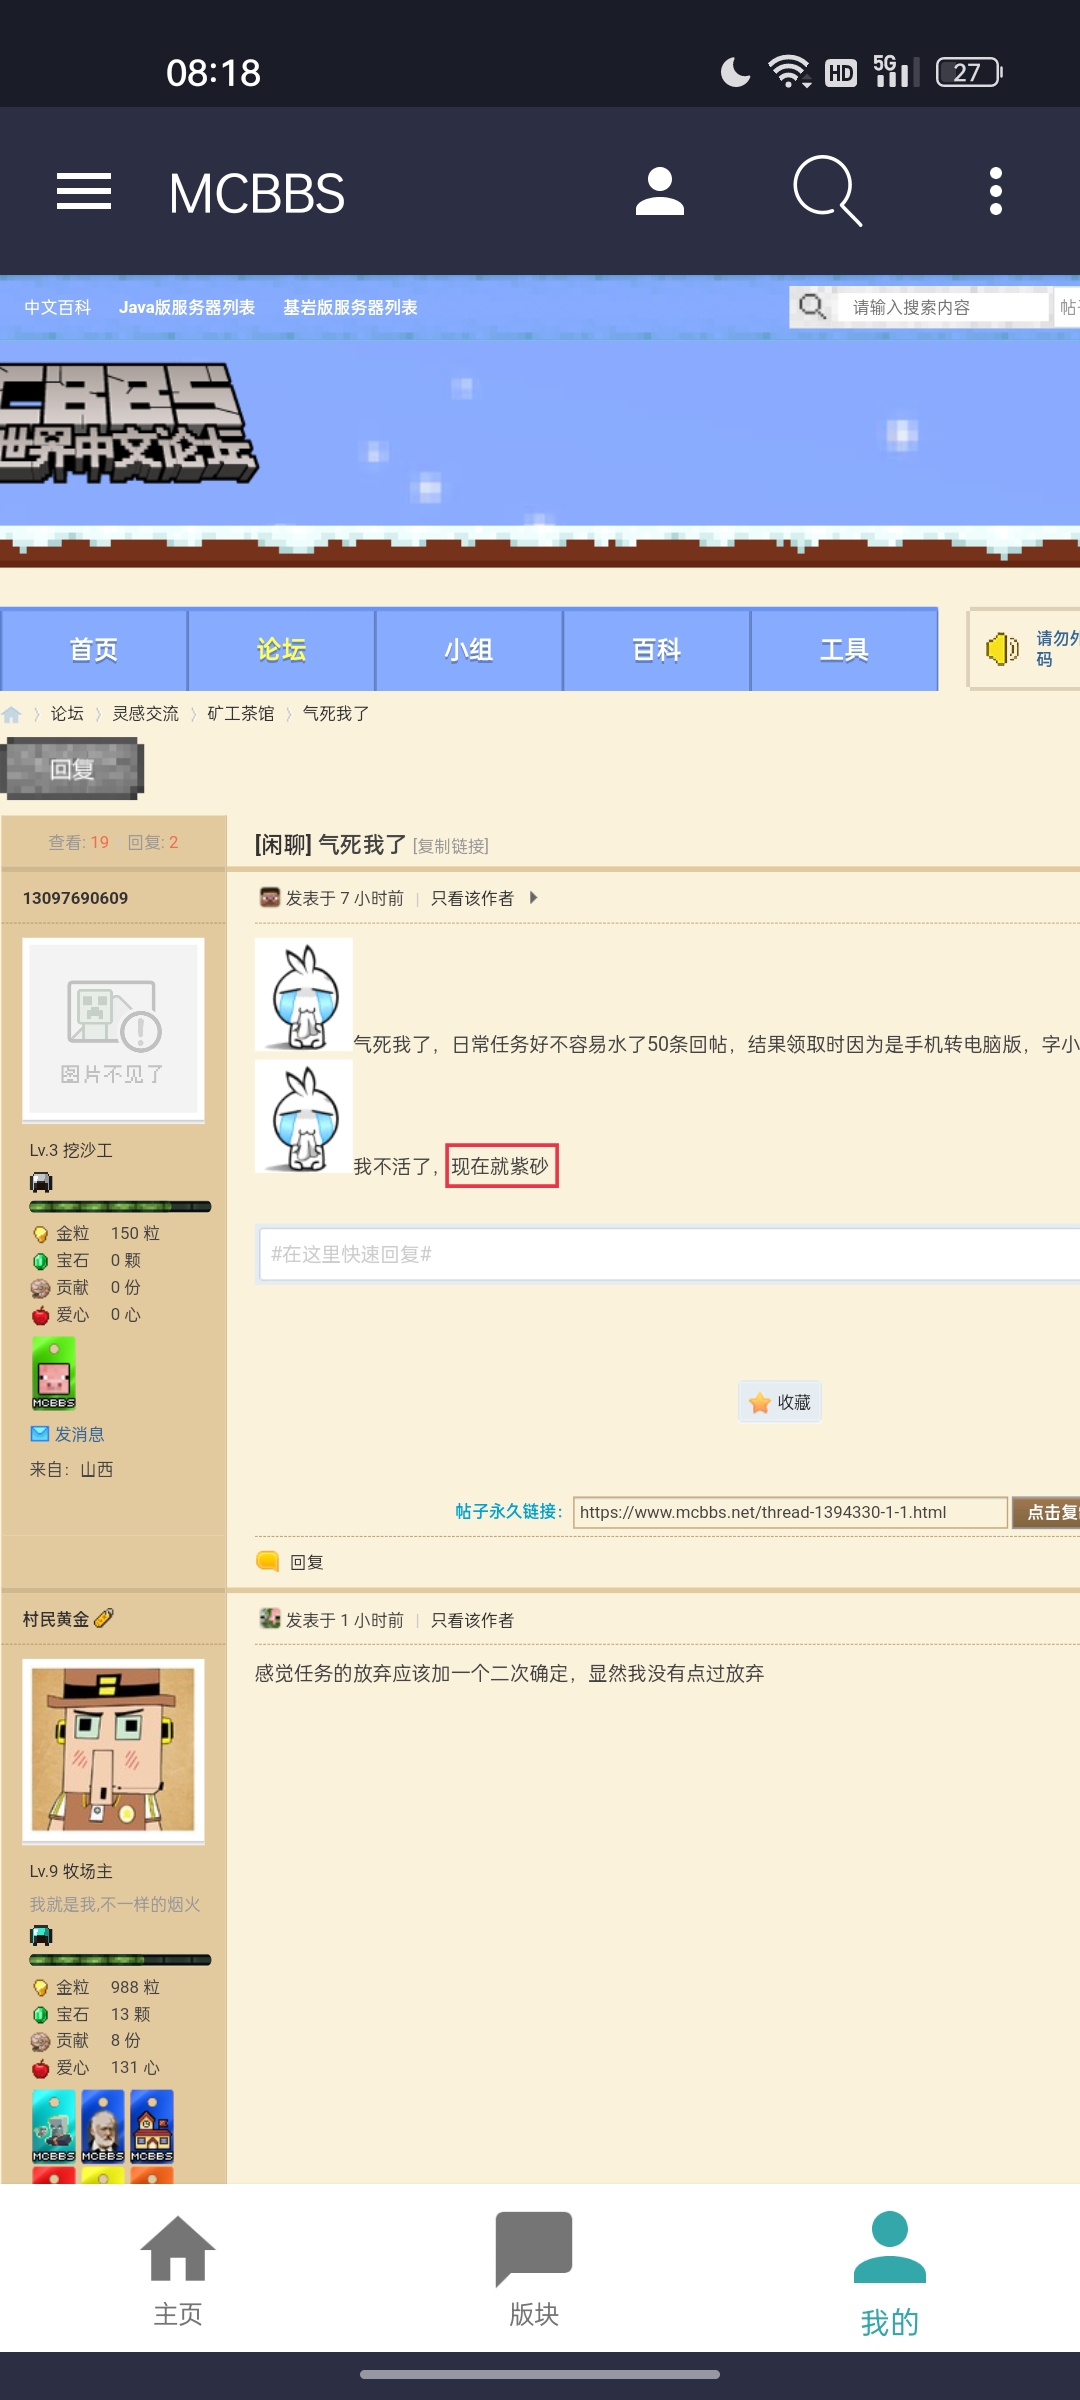 08:18
HD
5G
27
MCBBS
中文百科 Java版服务器列表 基岩版服务器列表
请输入搜索内容
CBBS
世界中文论坛
首页 论坛 小组 百科 工具
请勿外
码
论坛 〉 灵感交流 〉 矿工茶馆 〉 气死我了
回复
查看: 19 回复: 2
[闲聊] 气死我了 [复制链接]
13097690609
发表于 7 小时前 | 只看该作者
图片不见了
气死我了，日常任务好不容易水了50条回帖，结果领取时因为是手机转电脑版，字小
我不活了，现在就紫砂
Lv.3 挖沙工
金粒 150 粒
宝石 0 颗
贡献 0 份
爱心 0 心
MCBBS
发消息
来自： 山西
#在这里快速回复#
收藏
帖子永久链接： https://www.mcbbs.net/thread-1394330-1-1.html 点击复
回复
村民黄金
发表于 1 小时前 | 只看该作者
感觉任务的放弃应该加一个二次确定，显然我没有点过放弃
Lv.9 牧场主
我就是我,不一样的烟火
金粒 988 粒
宝石 13 颗
贡献 8 份
爱心 131 心
MCBBS MCBBS MCBBS
主页 版块 我的